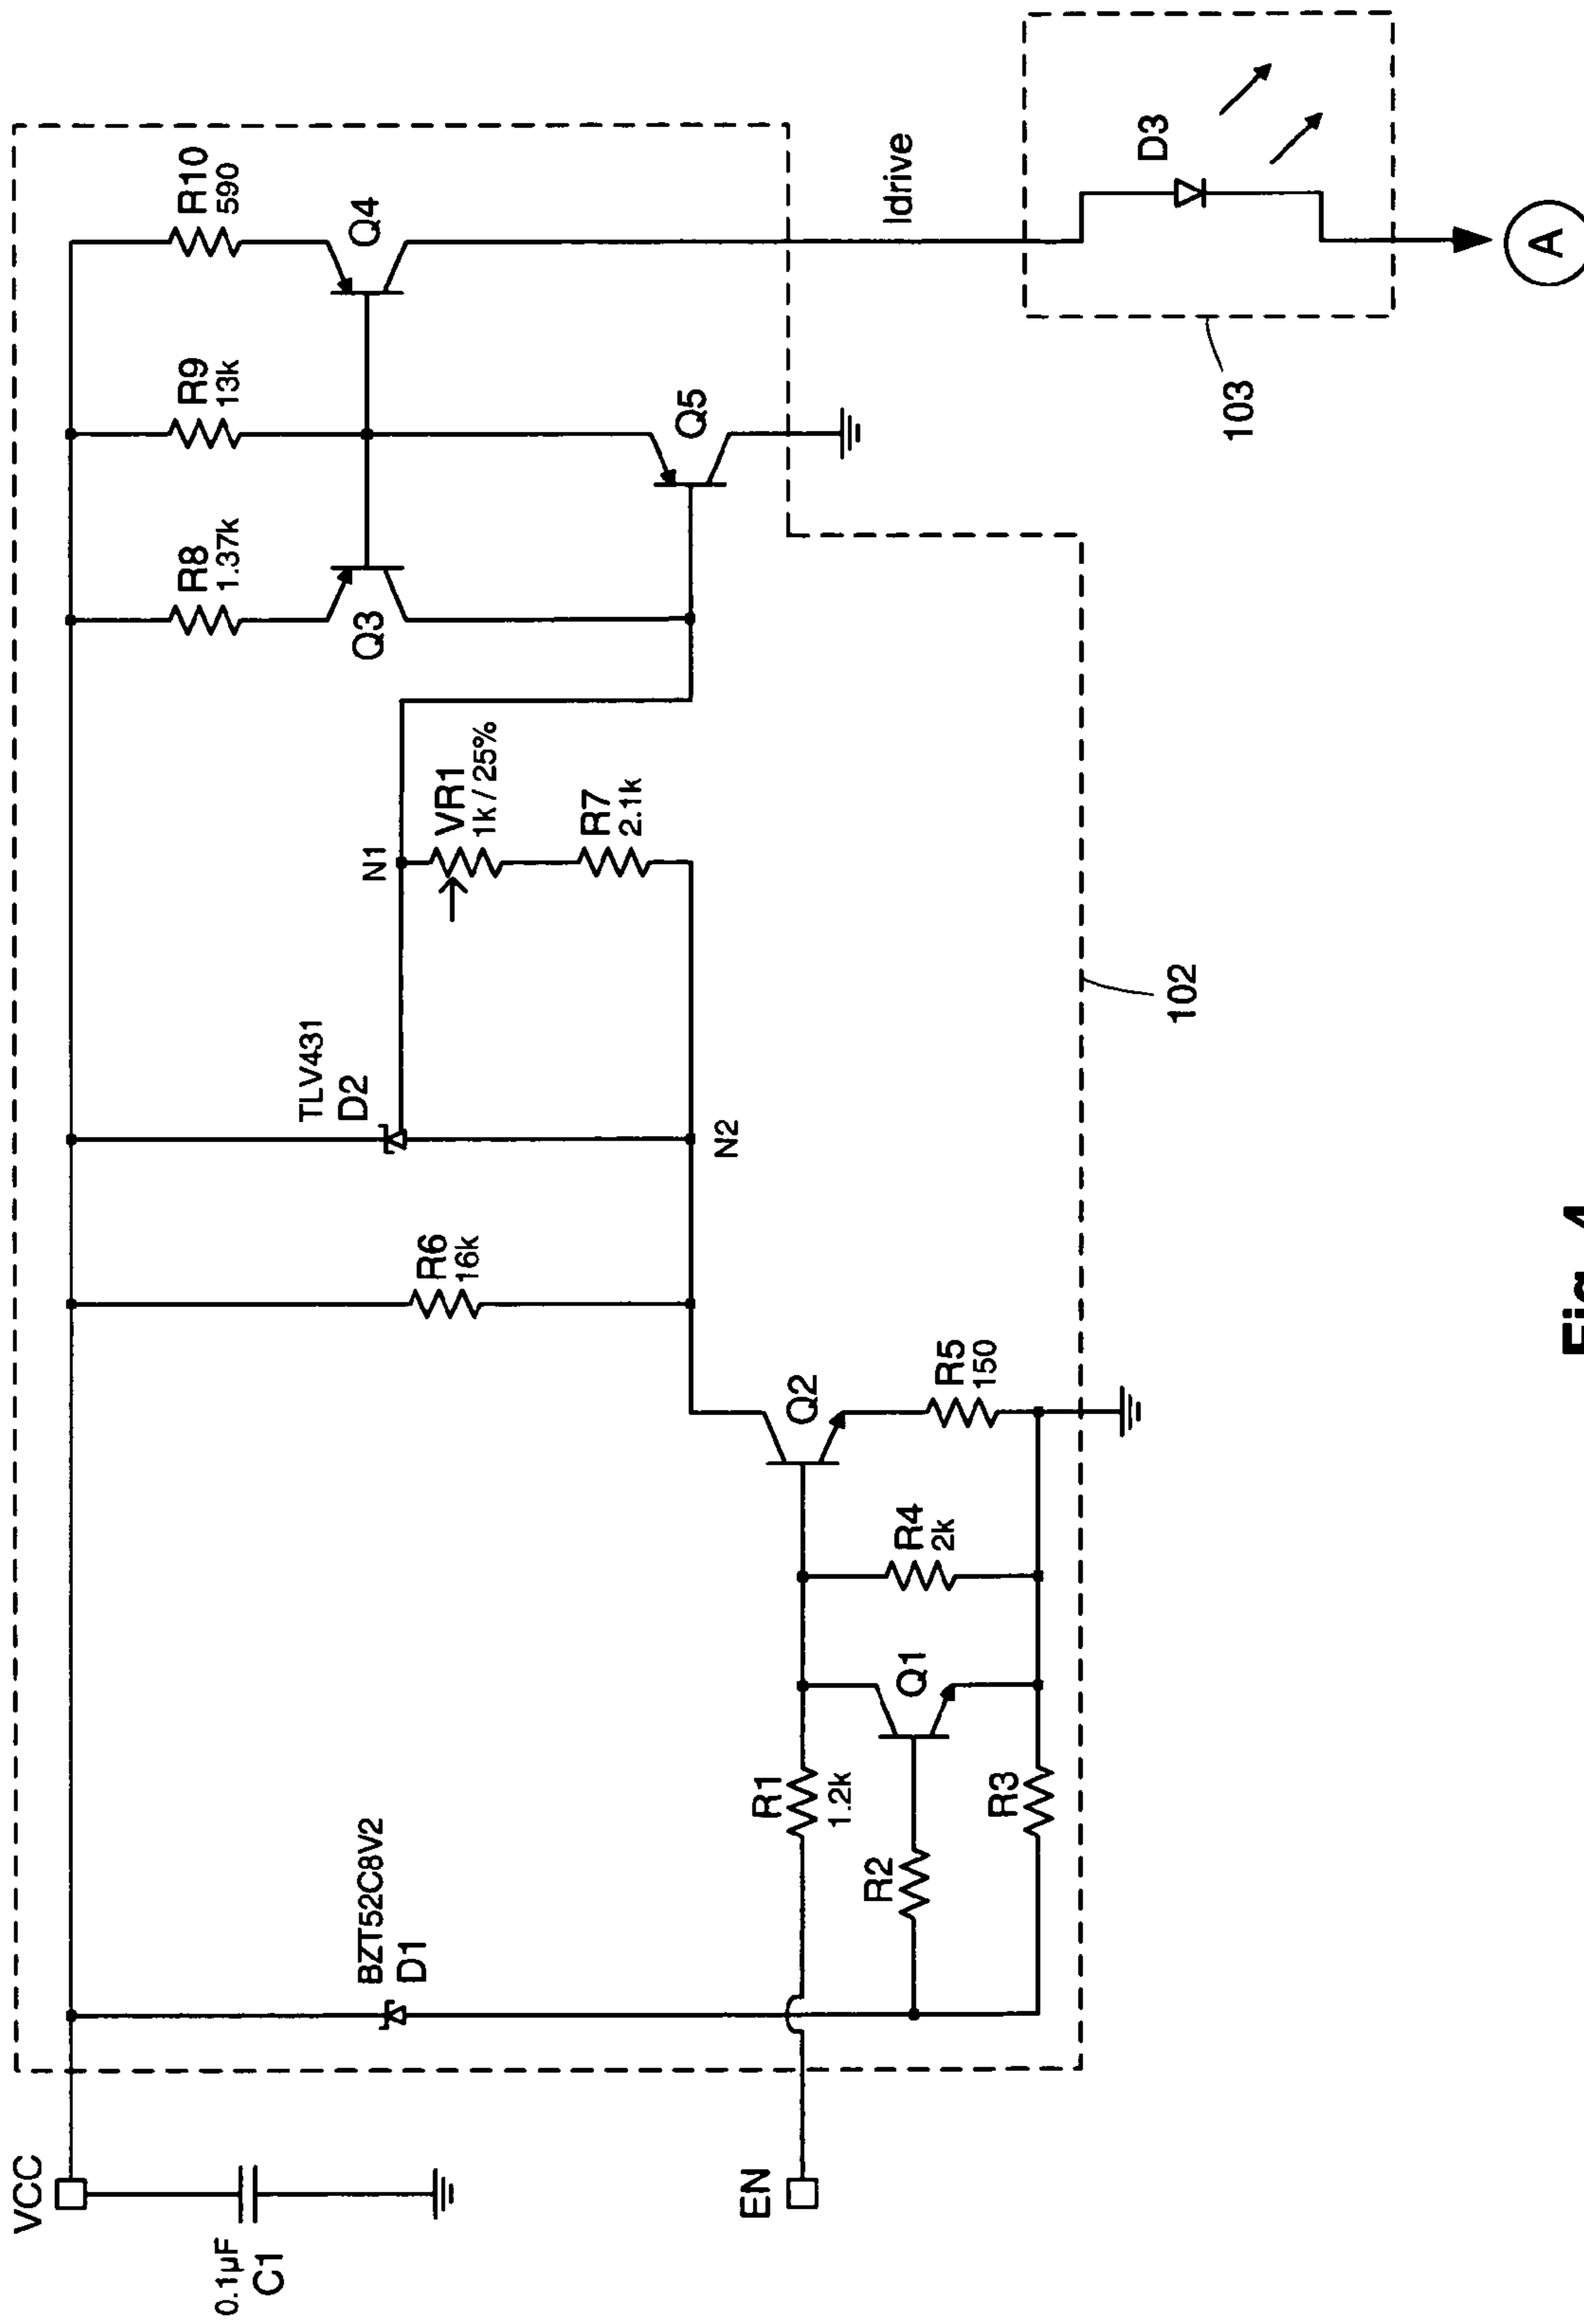 VCC
0.1µF
C1
EN
BZT52C8V2
D1
R1
1.2k
R2
R3
Q1
R4
2k
Q2
R5
150
R6
16k
TLV431
D2
N2
N1
VR1
1k / 25%
R7
2.1k
R8
1.37k
Q3
R9
13k
Q5
R10
590
Q4
Idrive
D3
102
103
A
Fig. 4